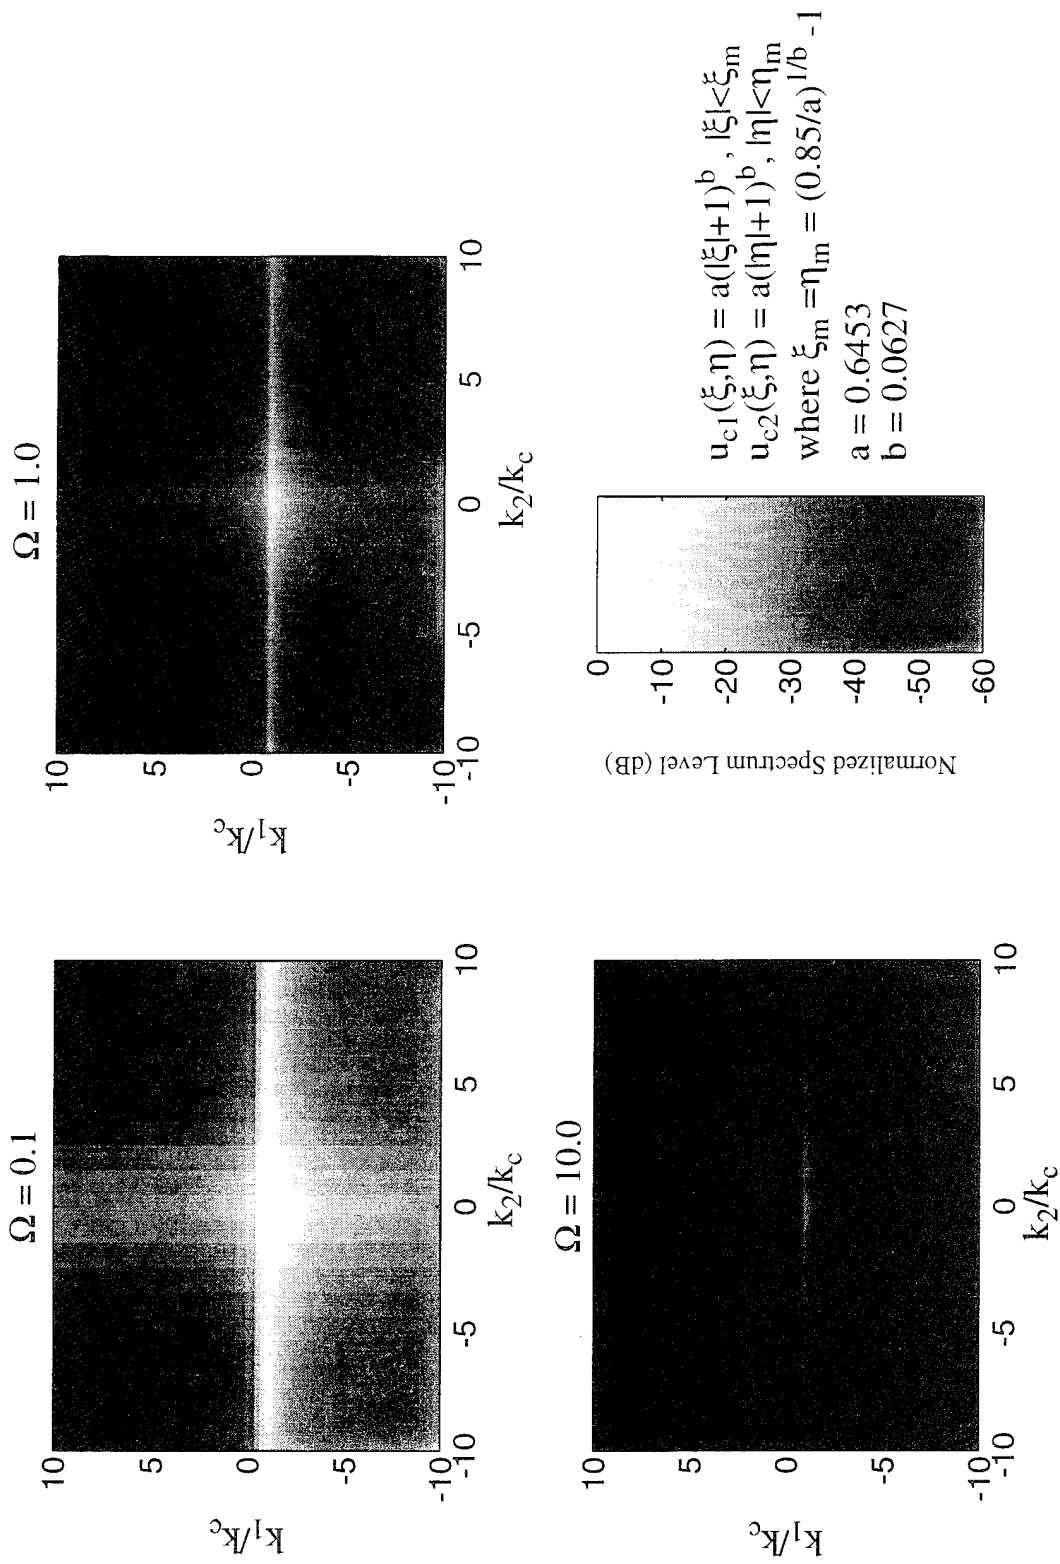 Ω = 0.1
10
5
0
-5
-10
k1/kc
-10
-5
0
5
10
k2/kc
Ω = 1.0
10
5
0
-5
-10
k1/kc
-10
-5
0
5
10
k2/kc
Ω = 10.0
10
5
0
-5
-10
k1/kc
-10
-5
0
5
10
k2/kc
Normalized Spectrum Level (dB)
0
-10
-20
-30
-40
-50
-60
uc1(ξ,η) = a(|ξ|+1)^b , |ξ|<ξm
uc2(ξ,η) = a(|η|+1)^b , |η|<ηm
where ξm =ηm = (0.85/a)^1/b -1
a = 0.6453
b = 0.0627